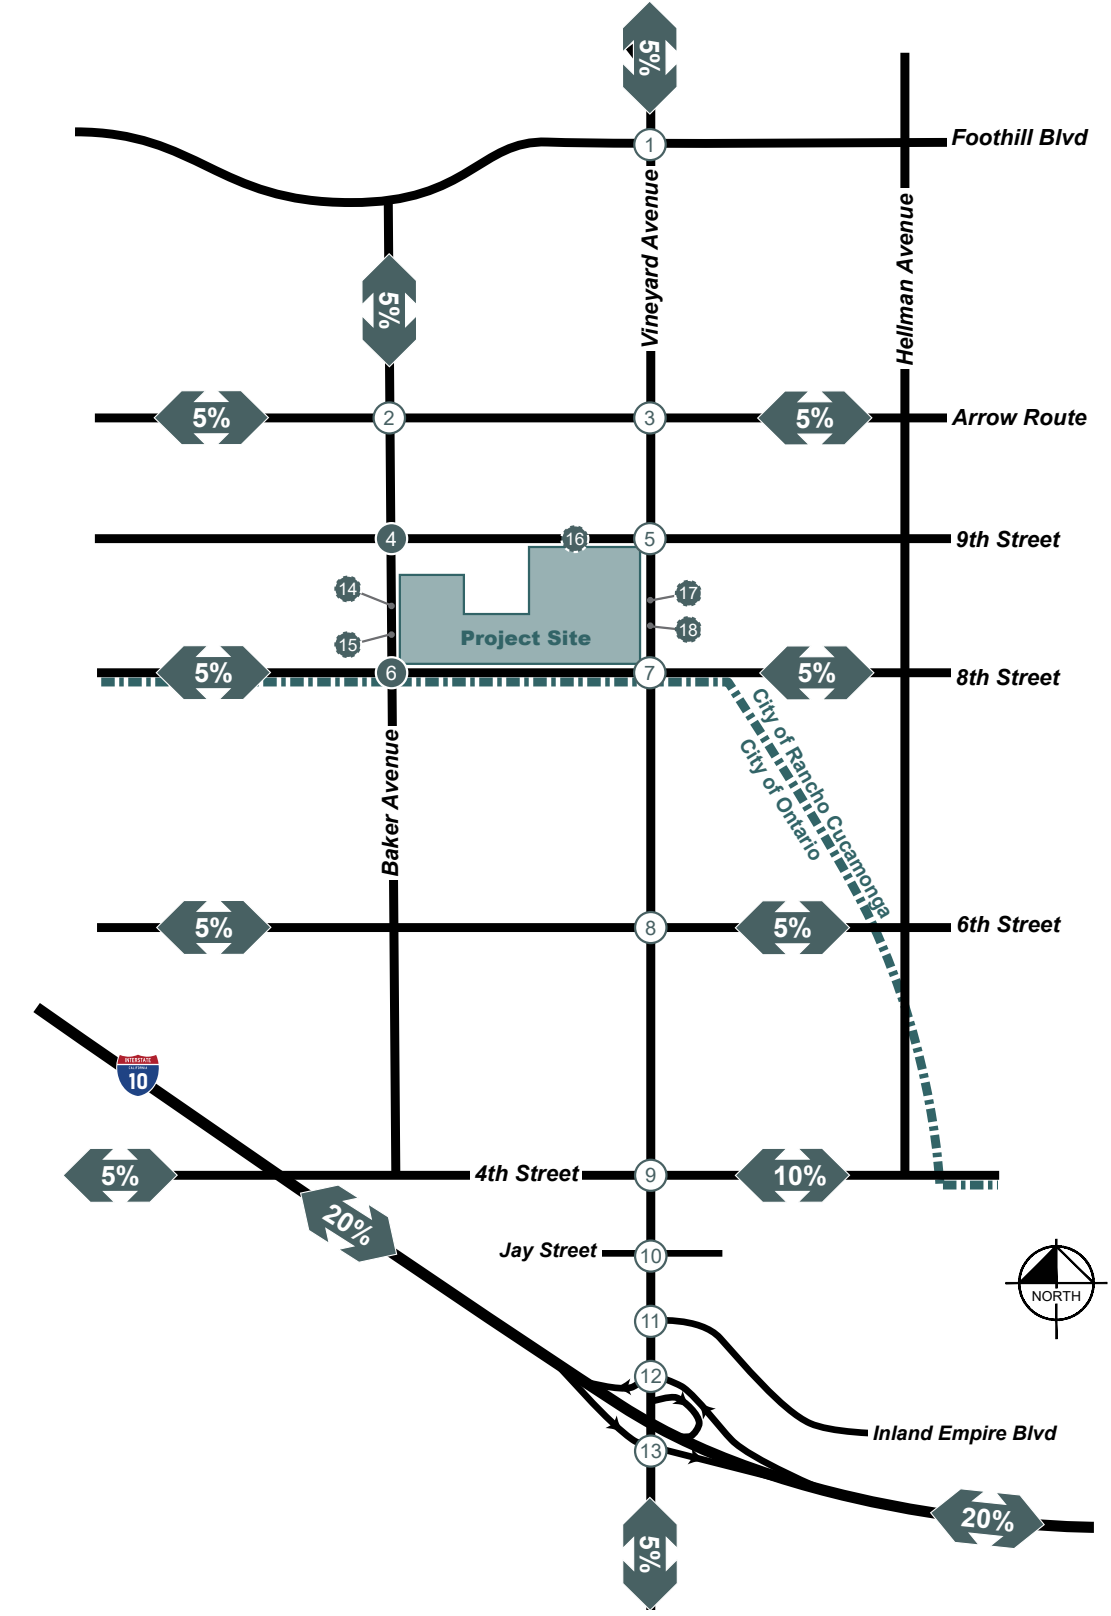 5%
1
Foothill Blvd
Vineyard Avenue
Hellman Avenue
5%
5%
2
3
5%
Arrow Route
4
16
5
9th Street
14
17
15
Project Site
18
5%
6
7
5%
8th Street
City of Rancho Cucamonga
City of Ontario
Baker Avenue
5%
8
5%
6th Street
INTERSTATE
CALIFORNIA
10
5%
4th Street
9
10%
20%
Jay Street
10
NORTH
11
12
Inland Empire Blvd
13
20%
5%